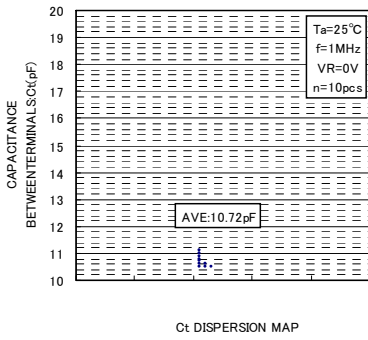 20
19
18
17
16
15
14
13
12
11
10
CAPACITANCE
BETWEENTERMINALS:Ct(pF)
Ta=25℃
f=1MHz
VR=0V
n=10pcs
AVE:10.72pF
Ct DISPERSION MAP